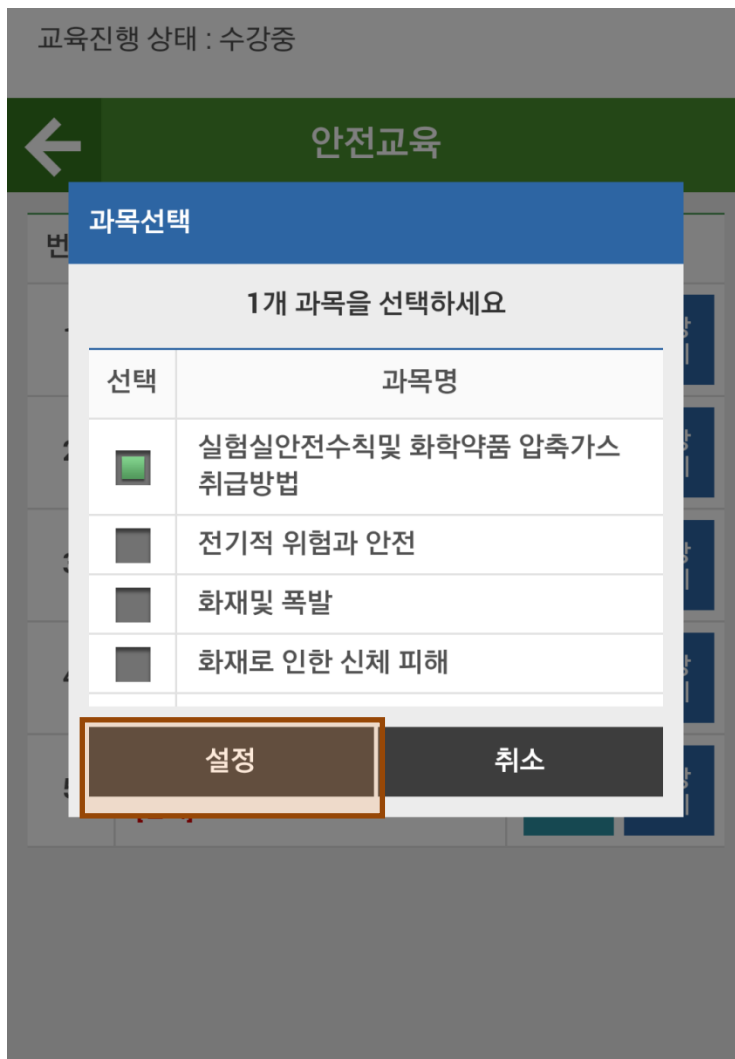 교육진행 상태 : 수강중
안전교육
과목선택
번
1개 과목을 선택하세요
선택 과목명
실험실안전수칙및 화학약품 압축가스
취급방법
전기적 위험과 안전
화재및 폭발
화재로 인한 신체 피해
설정 취소